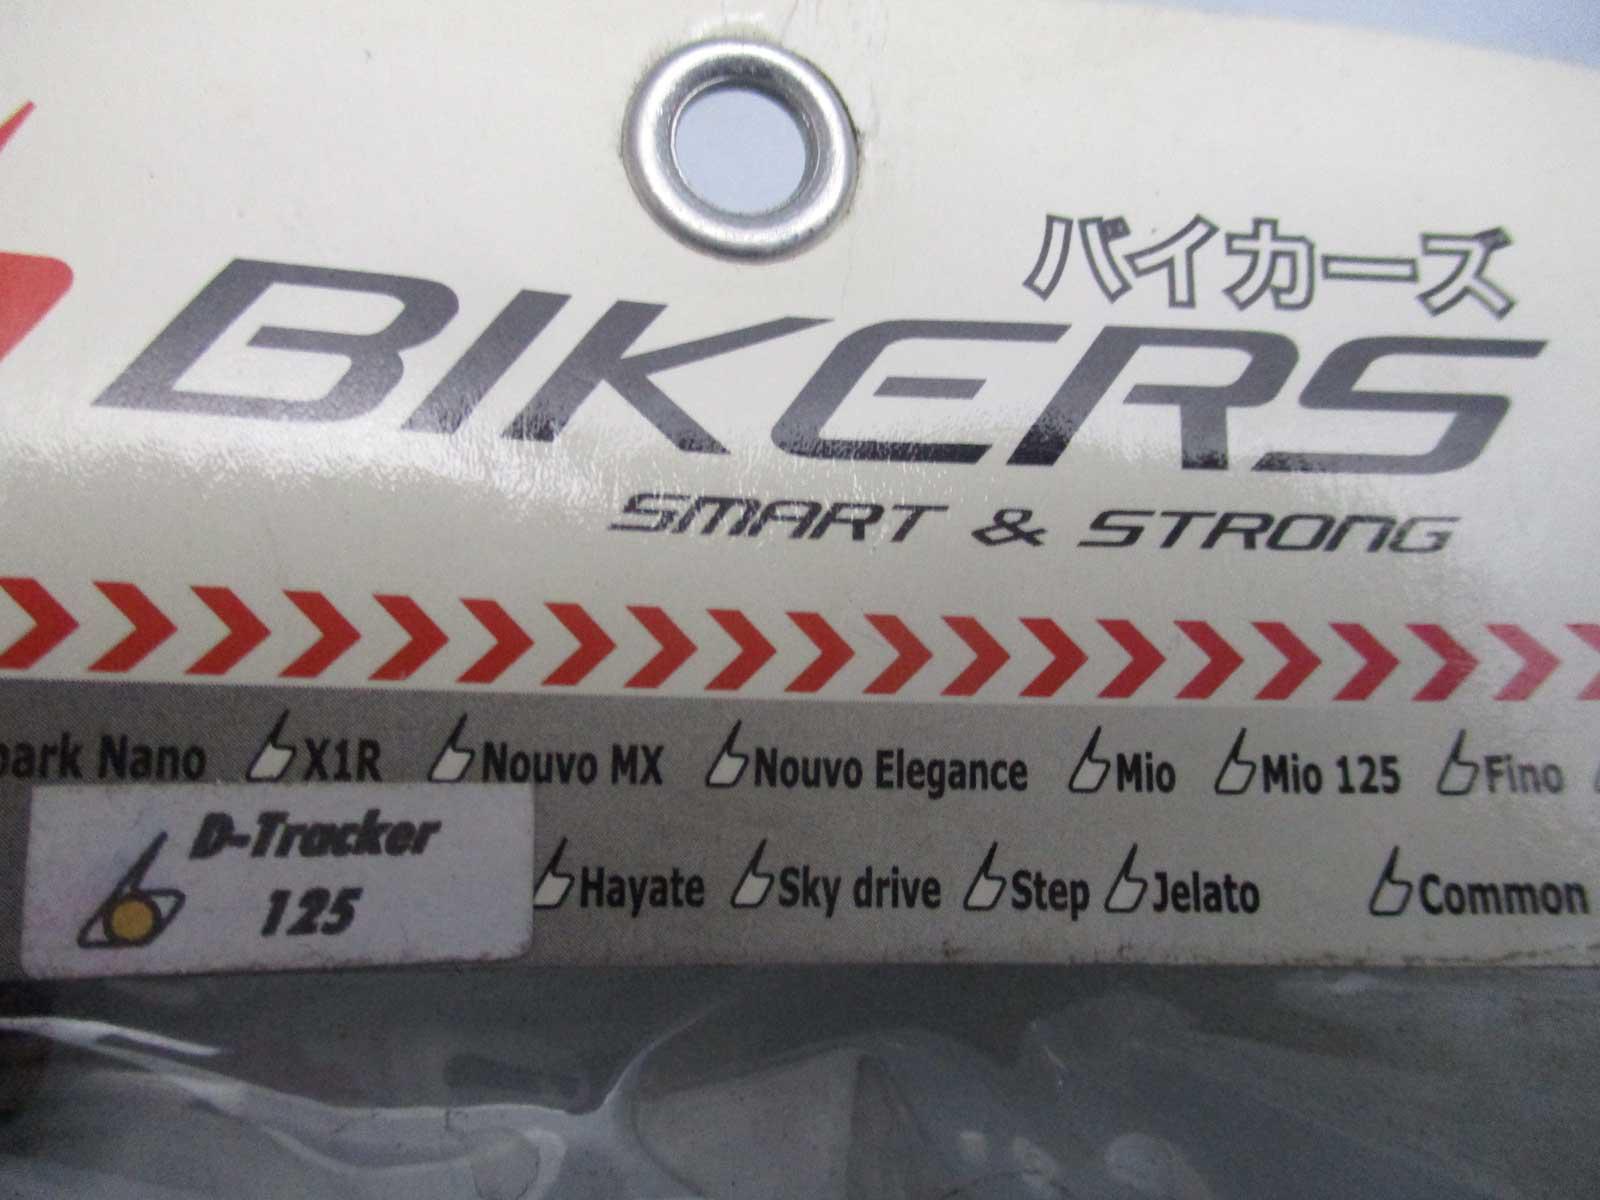 バイカーズ
BIKERS
SMART & STRONG
Nano X1R Nouvo MX Nouvo Elegance Mio Mio 125 Fino
D-Tracker
125
Hayate Sky drive Step Jelato Common